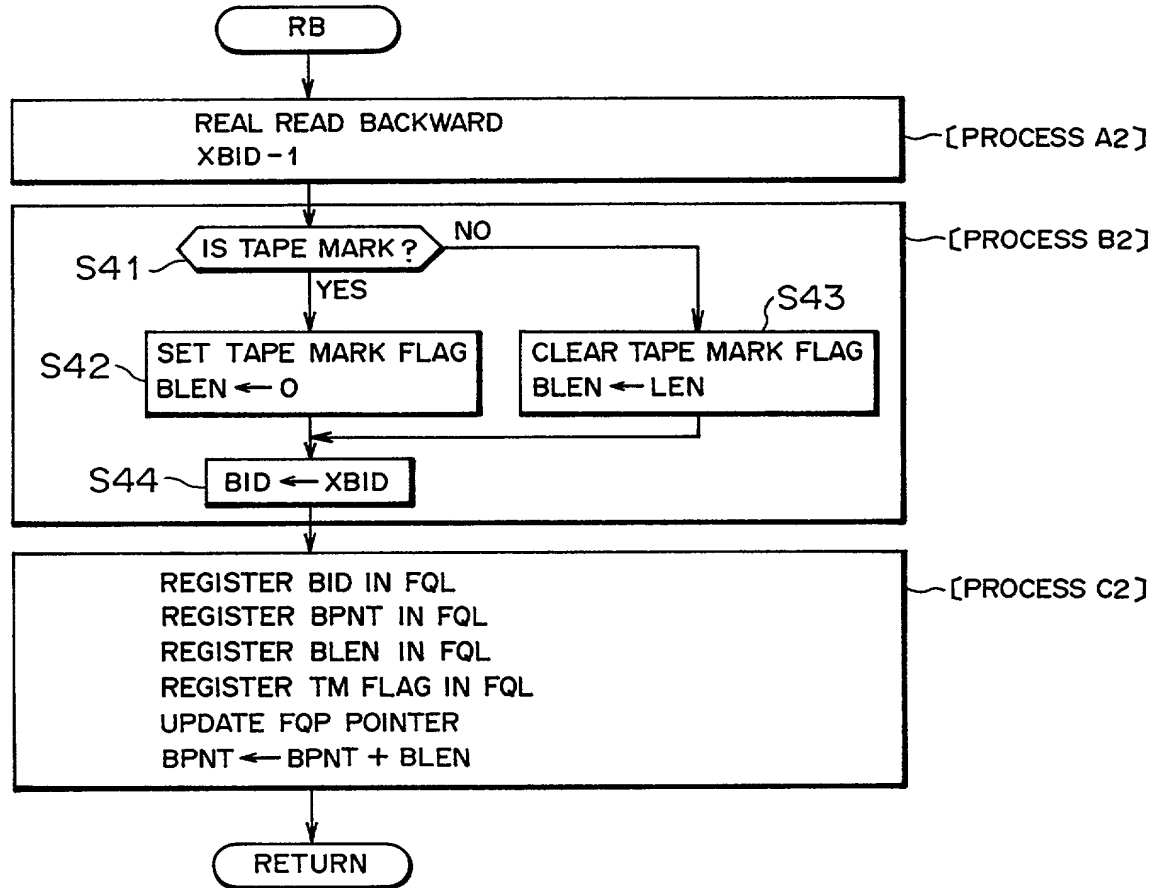 RB
REAL READ BACKWARD
XBID-1
[PROCESS A2]
IS TAPE MARK?
NO
[PROCESS B2]
S41
YES
S43
S42
SET TAPE MARK FLAG
BLEN ← 0
CLEAR TAPE MARK FLAG
BLEN ← LEN
S44
BID ← XBID
REGISTER BID IN FQL
[PROCESS C2]
REGISTER BPNT IN FQL
REGISTER BLEN IN FQL
REGISTER TM FLAG IN FQL
UPDATE FQP POINTER
BPNT ← BPNT + BLEN
RETURN